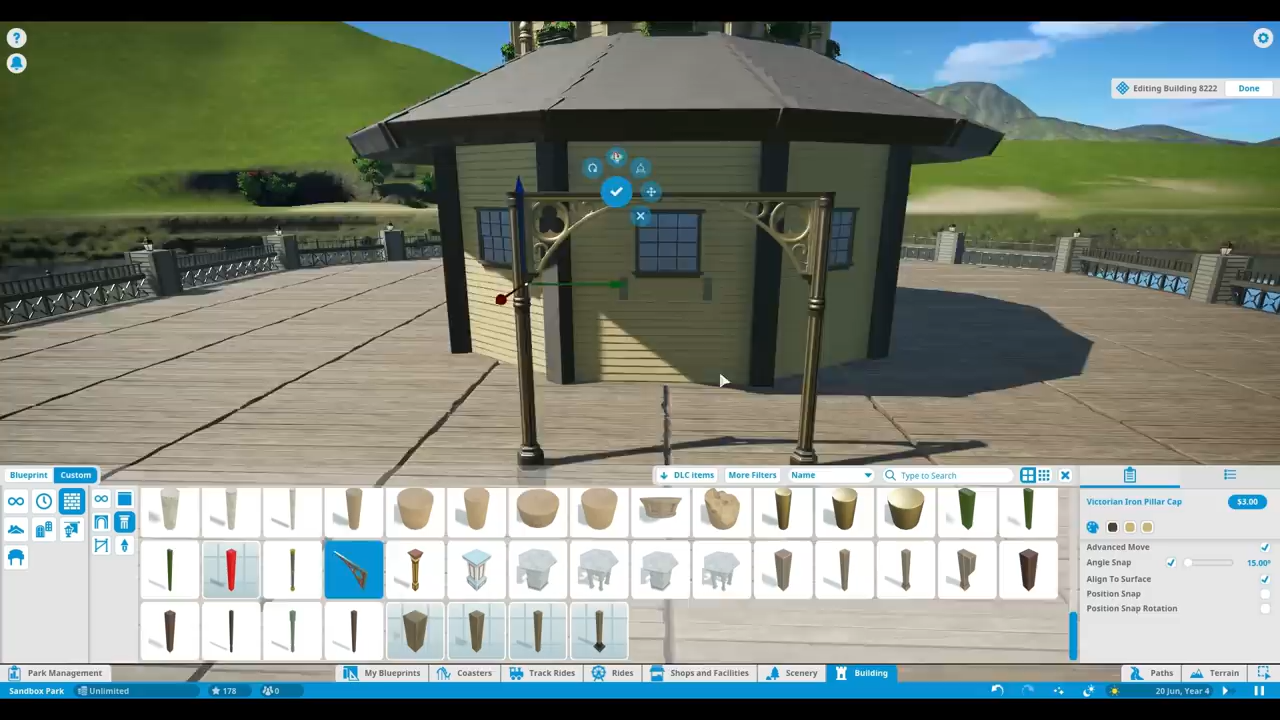 ?
Editing Building 8222 Done
Blueprint Custom DLC items More Filters Name Type to Search
Victorian Iron Pillar Cap $3.00
Advanced Move
Angle Snap 15.00°
Align To Surface
Position Snap
Position Snap Rotation
Park Management My Blueprints Coasters Track Rides Rides Shops and Facilities Scenery Building Paths Terrain
Sandbox Park Unlimited 178 0 20 Jun, Year 4